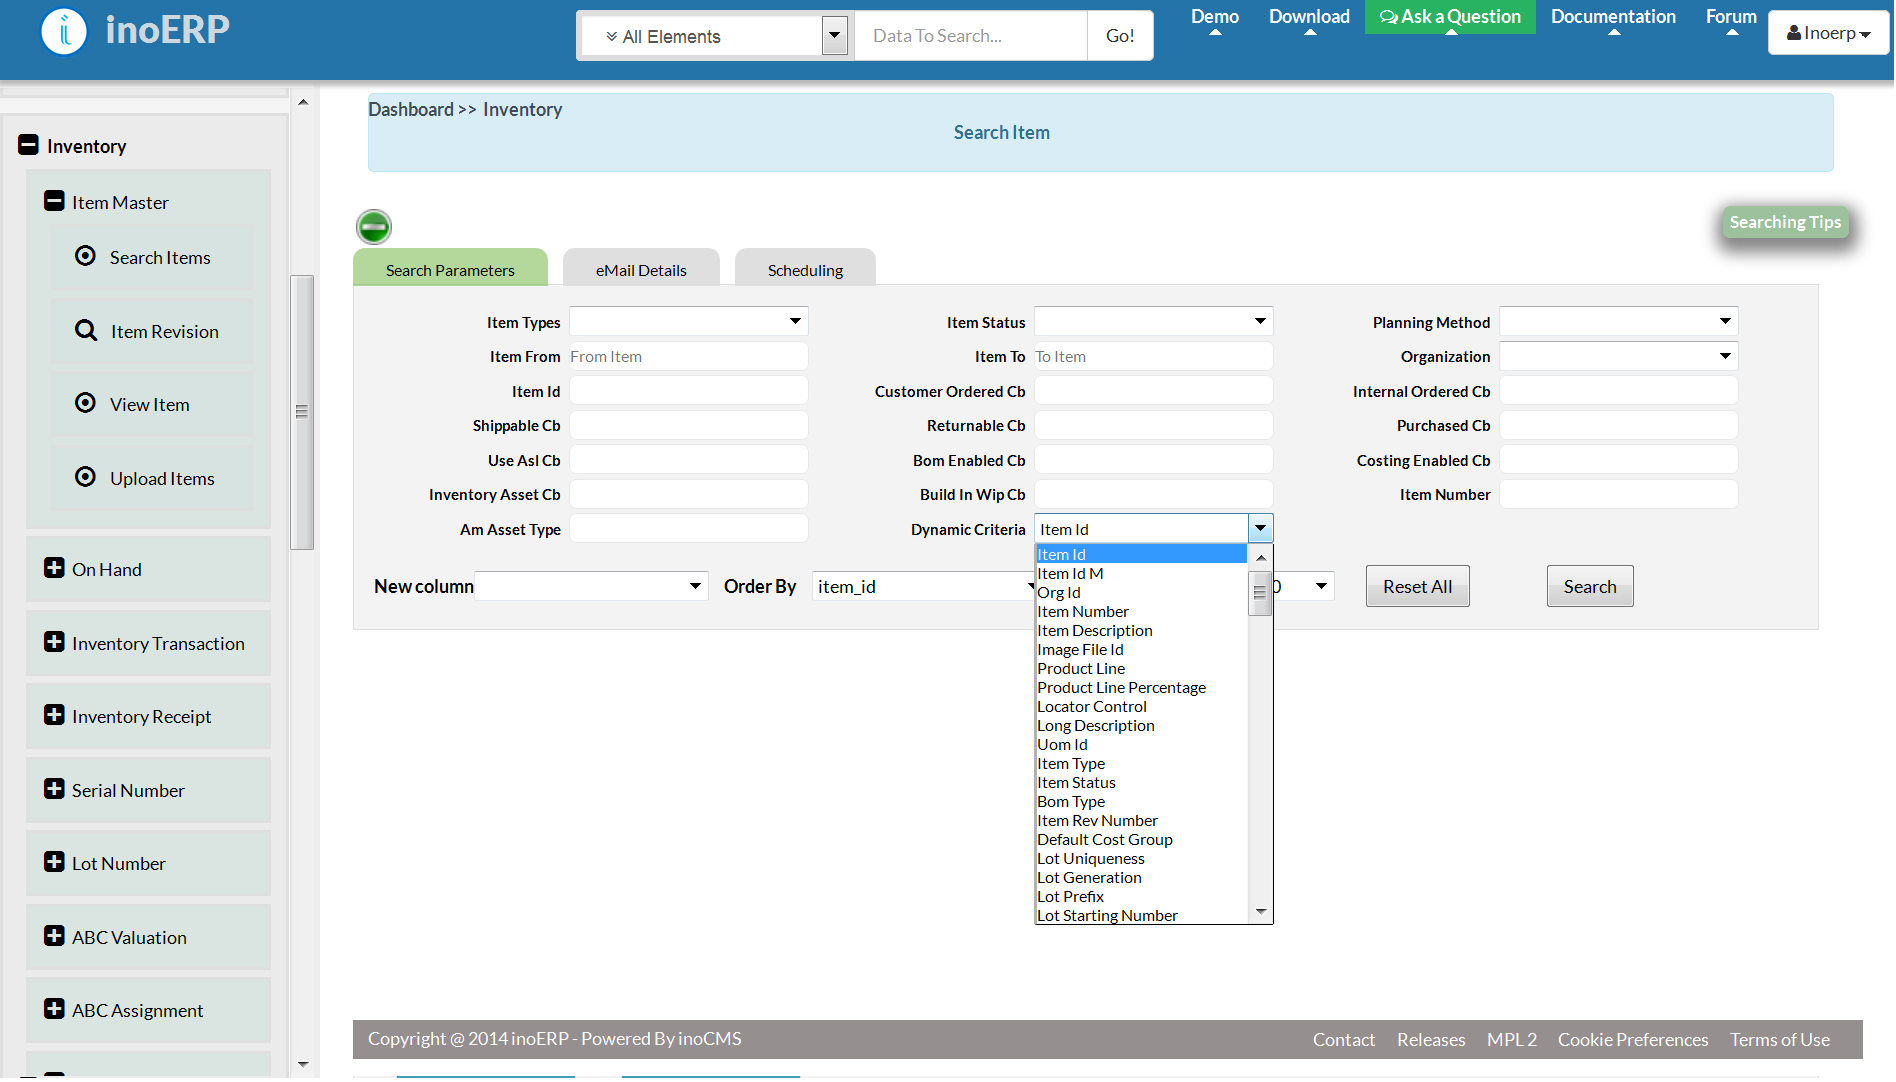 inoERP
All Elements
Data To Search...
Go!
Demo
Download
Ask a Question
Documentation
Forum
Inoerp
Inventory
Item Master
Search Items
Item Revision
View Item
Upload Items
On Hand
Inventory Transaction
Inventory Receipt
Serial Number
Lot Number
ABC Valuation
ABC Assignment
Dashboard >> Inventory
Search Item
Searching Tips
Search Parameters
eMail Details
Scheduling
Item Types
Item Status
Planning Method
Item From From Item
Item To To Item
Organization
Item Id
Customer Ordered Cb
Internal Ordered Cb
Shippable Cb
Returnable Cb
Purchased Cb
Use Asl Cb
Bom Enabled Cb
Costing Enabled Cb
Inventory Asset Cb
Build In Wip Cb
Item Number
Am Asset Type
Dynamic Criteria Item Id
Item Id
Item Id M
Org Id
Item Number
Item Description
Image File Id
Product Line
Product Line Percentage
Locator Control
Long Description
Uom Id
Item Type
Item Status
Bom Type
Item Rev Number
Default Cost Group
Lot Uniqueness
Lot Generation
Lot Prefix
Lot Starting Number
New column
Order By item_id
0
Reset All
Search
Copyright @ 2014 inoERP - Powered By inoCMS
Contact
Releases
MPL 2
Cookie Preferences
Terms of Use